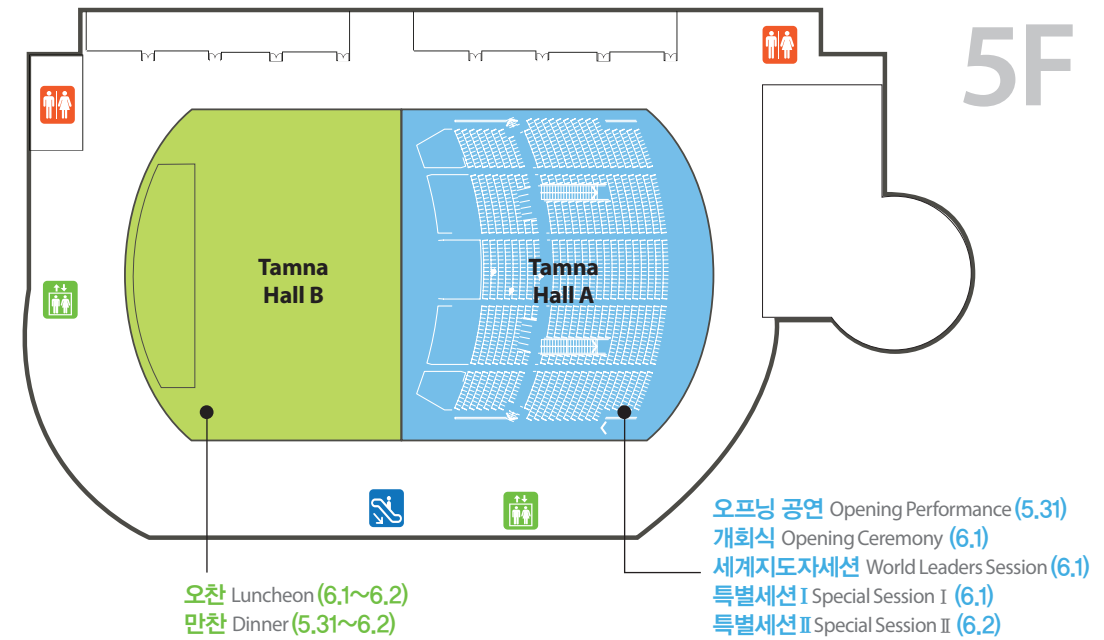 5F
Tamna
Hall B
Tamna
Hall A
오찬 Luncheon (6.1~6.2)
만찬 Dinner (5.31~6.2)
오프닝 공연 Opening Performance (5.31)
개회식 Opening Ceremony (6.1)
세계지도자세션 World Leaders Session (6.1)
특별세션Ⅰ Special Session Ⅰ (6.1)
특별세션Ⅱ Special Session Ⅱ (6.2)